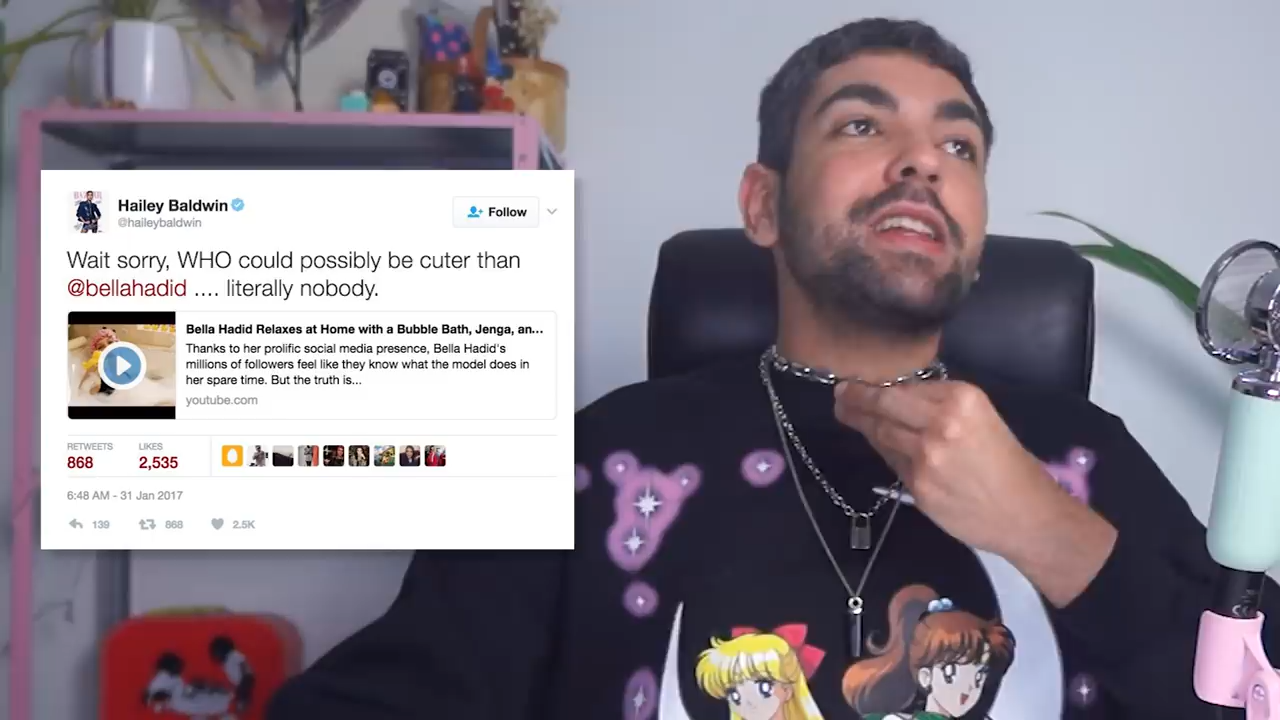 Hailey Baldwin
@haileybaldwin
Follow
Wait sorry, WHO could possibly be cuter than
@bellahadid .... literally nobody.
Bella Hadid Relaxes at Home with a Bubble Bath, Jenga, an...
Thanks to her prolific social media presence, Bella Hadid's
millions of followers feel like they know what the model does in
her spare time. But the truth is...
youtube.com
RETWEETS LIKES
868 2,535
6:48 AM - 31 Jan 2017
139 868 2.5K